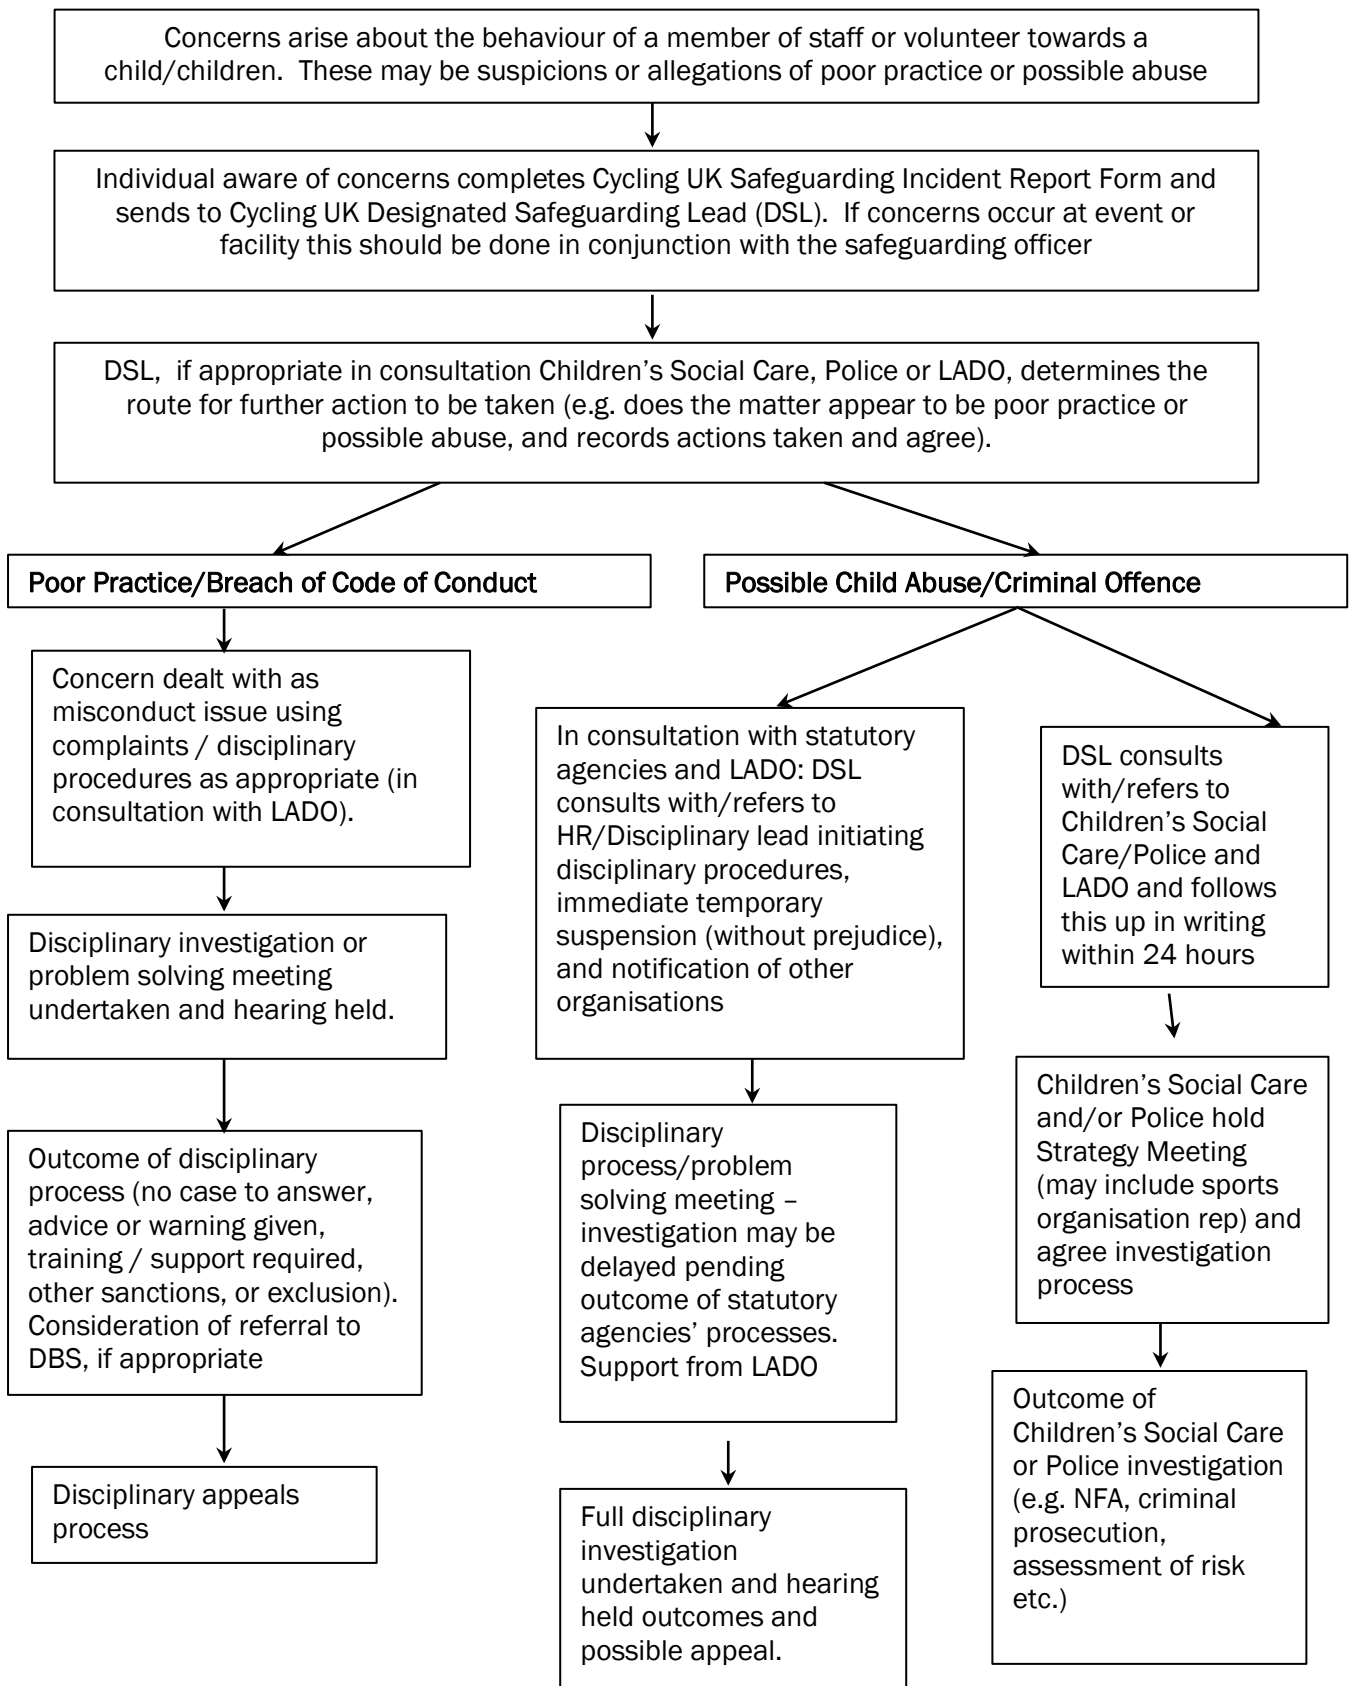 Concerns arise about the behaviour of a member of staff or volunteer towards a
child/children.  These may be suspicions or allegations of poor practice or possible abuse
Individual aware of concerns completes Cycling UK Safeguarding Incident Report Form and
sends to Cycling UK Designated Safeguarding Lead (DSL).  If concerns occur at event or
facility this should be done in conjunction with the safeguarding officer
DSL,  if appropriate in consultation Children's Social Care, Police or LADO, determines the
route for further action to be taken (e.g. does the matter appear to be poor practice or
possible abuse, and records actions taken and agree).
Poor Practice/Breach of Code of Conduct
Concern dealt with as
misconduct issue using
complaints / disciplinary
procedures as appropriate (in
consultation with LADO).
Disciplinary investigation or
problem solving meeting
undertaken and hearing held.
Outcome of disciplinary
process (no case to answer,
advice or warning given,
training / support required,
other sanctions, or exclusion).
Consideration of referral to
DBS, if appropriate
Disciplinary appeals
process
Possible Child Abuse/Criminal Offence
In consultation with statutory
agencies and LADO: DSL
consults with/refers to
HR/Disciplinary lead initiating
disciplinary procedures,
immediate temporary
suspension (without prejudice),
and notification of other
organisations
Disciplinary
process/problem
solving meeting –
investigation may be
delayed pending
outcome of statutory
agencies' processes.
Support from LADO
Full disciplinary
investigation
undertaken and hearing
held outcomes and
possible appeal.
DSL consults
with/refers to
Children's Social
Care/Police and
LADO and follows
this up in writing
within 24 hours
Children's Social Care
and/or Police hold
Strategy Meeting
(may include sports
organisation rep) and
agree investigation
process
Outcome of
Children's Social Care
or Police investigation
(e.g. NFA, criminal
prosecution,
assessment of risk
etc.)